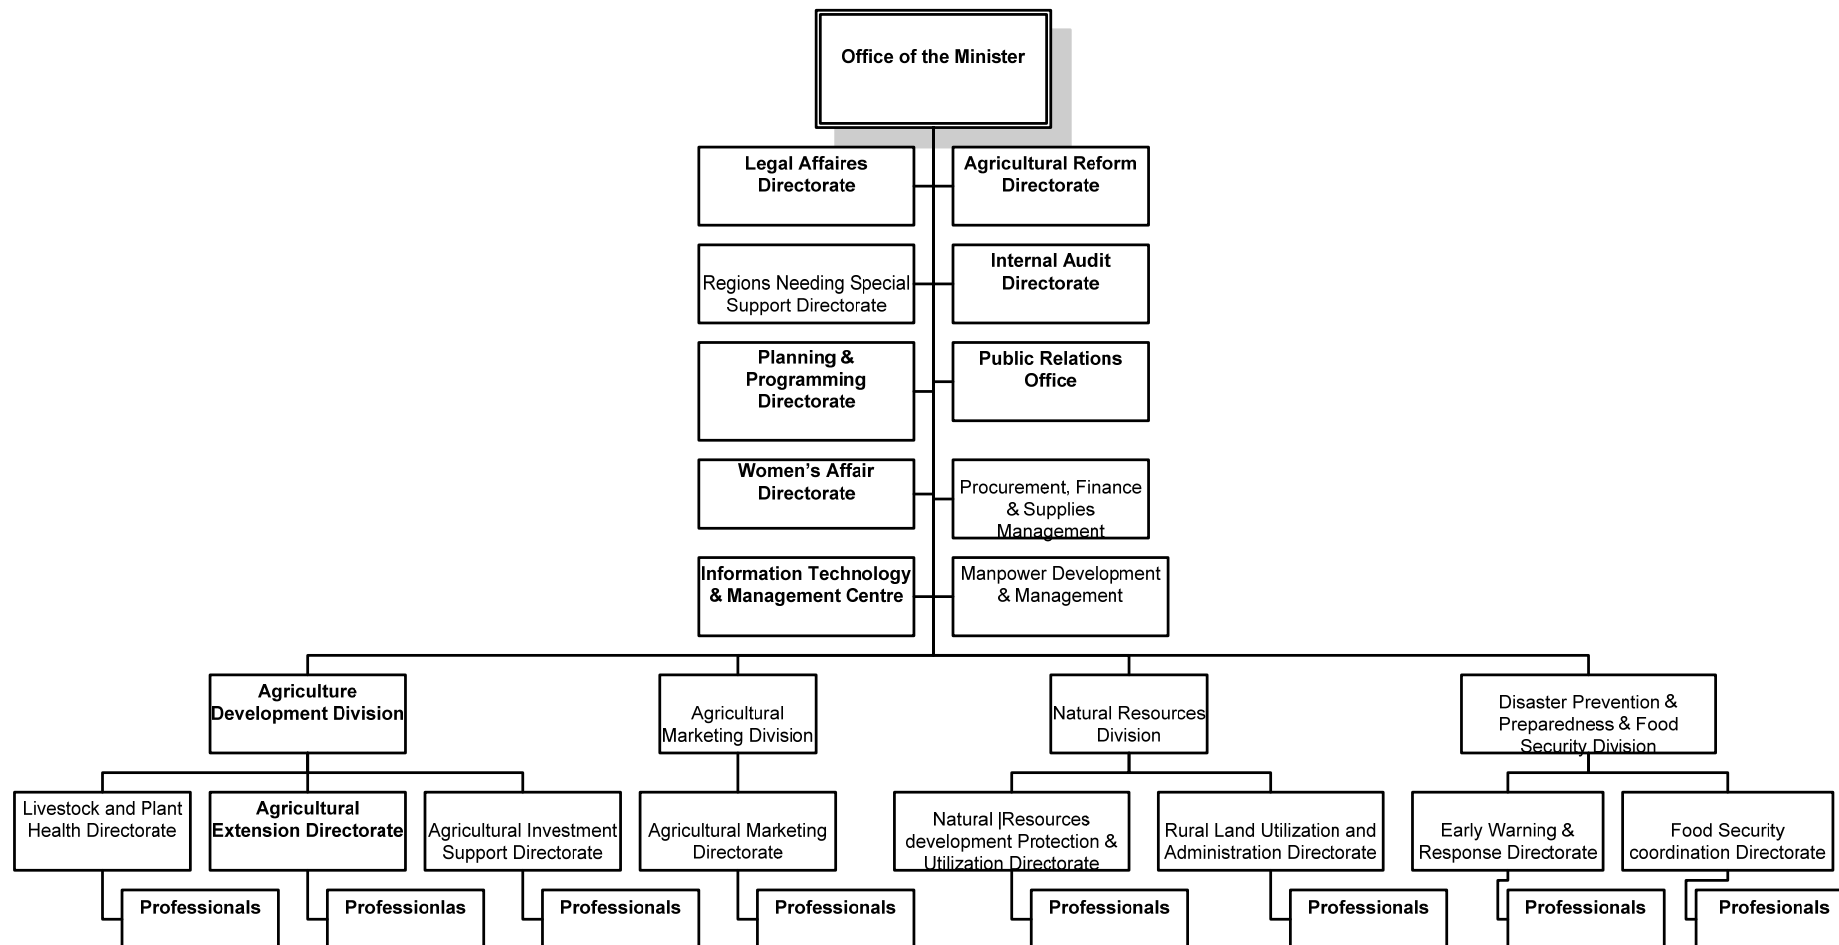 Office of the Minister
Legal Affaires
Directorate
Agricultural Reform
Directorate
Regions Needing Special
Support Directorate
Internal Audit
Directorate
Planning &
Programming
Directorate
Public Relations
Office
Women’s Affair
Directorate
Procurement, Finance
& Supplies
Management
Information Technology
& Management Centre
Manpower Development
& Management
Agriculture
Development Division
Agricultural
Marketing Division
Natural Resources
Division
Disaster Prevention &
Preparedness & Food
Security Division
Livestock and Plant
Health Directorate
Agricultural
Extension Directorate
Agricultural Investment
Support Directorate
Agricultural Marketing
Directorate
Natural |Resources
development Protection &
Utilization Directorate
Rural Land Utilization and
Administration Directorate
Early Warning &
Response Directorate
Food Security
coordination Directorate
Professionals
Professionlas
Professionals
Professionals
Professionals
Professionals
Professionals
Profesionals